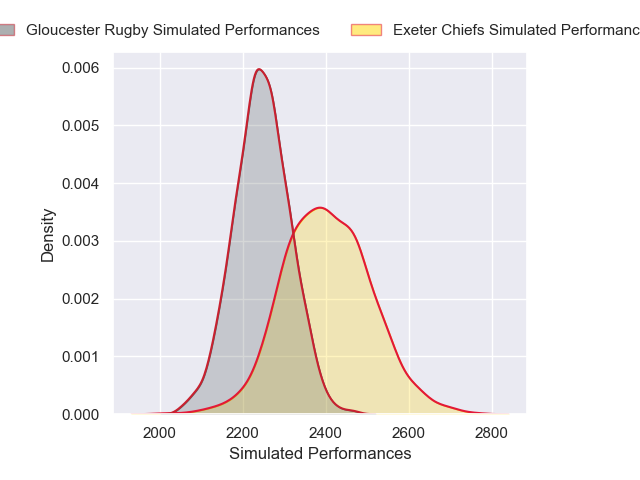 Gloucester Rugby Simulated Performances
Exeter Chiefs Simulated Performanc
0.006
0.005
0.004
0.003
0.002
0.001
0.000
Density
2000 2200 2400 2600 2800
Simulated Performances